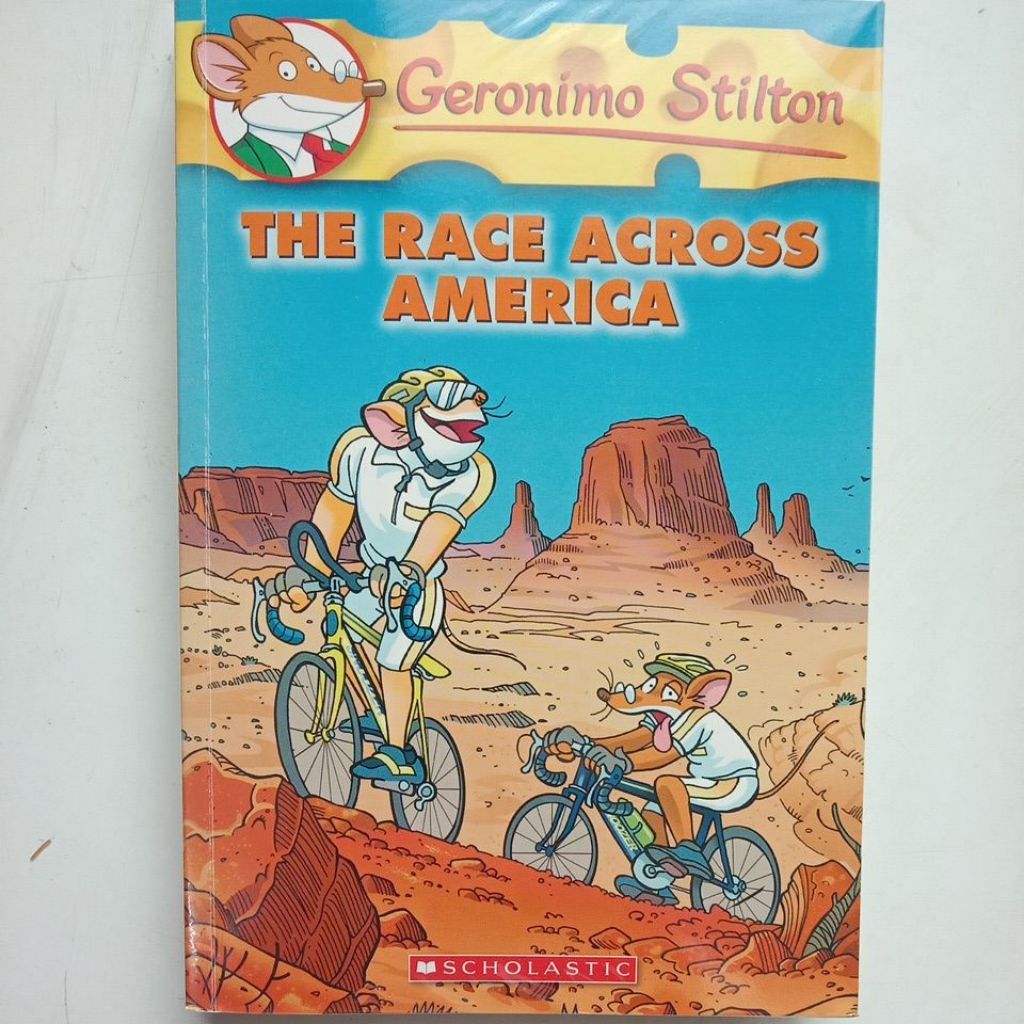 Geronimo Stilton
THE RACE ACROSS
AMERICA
SCHOLASTIC